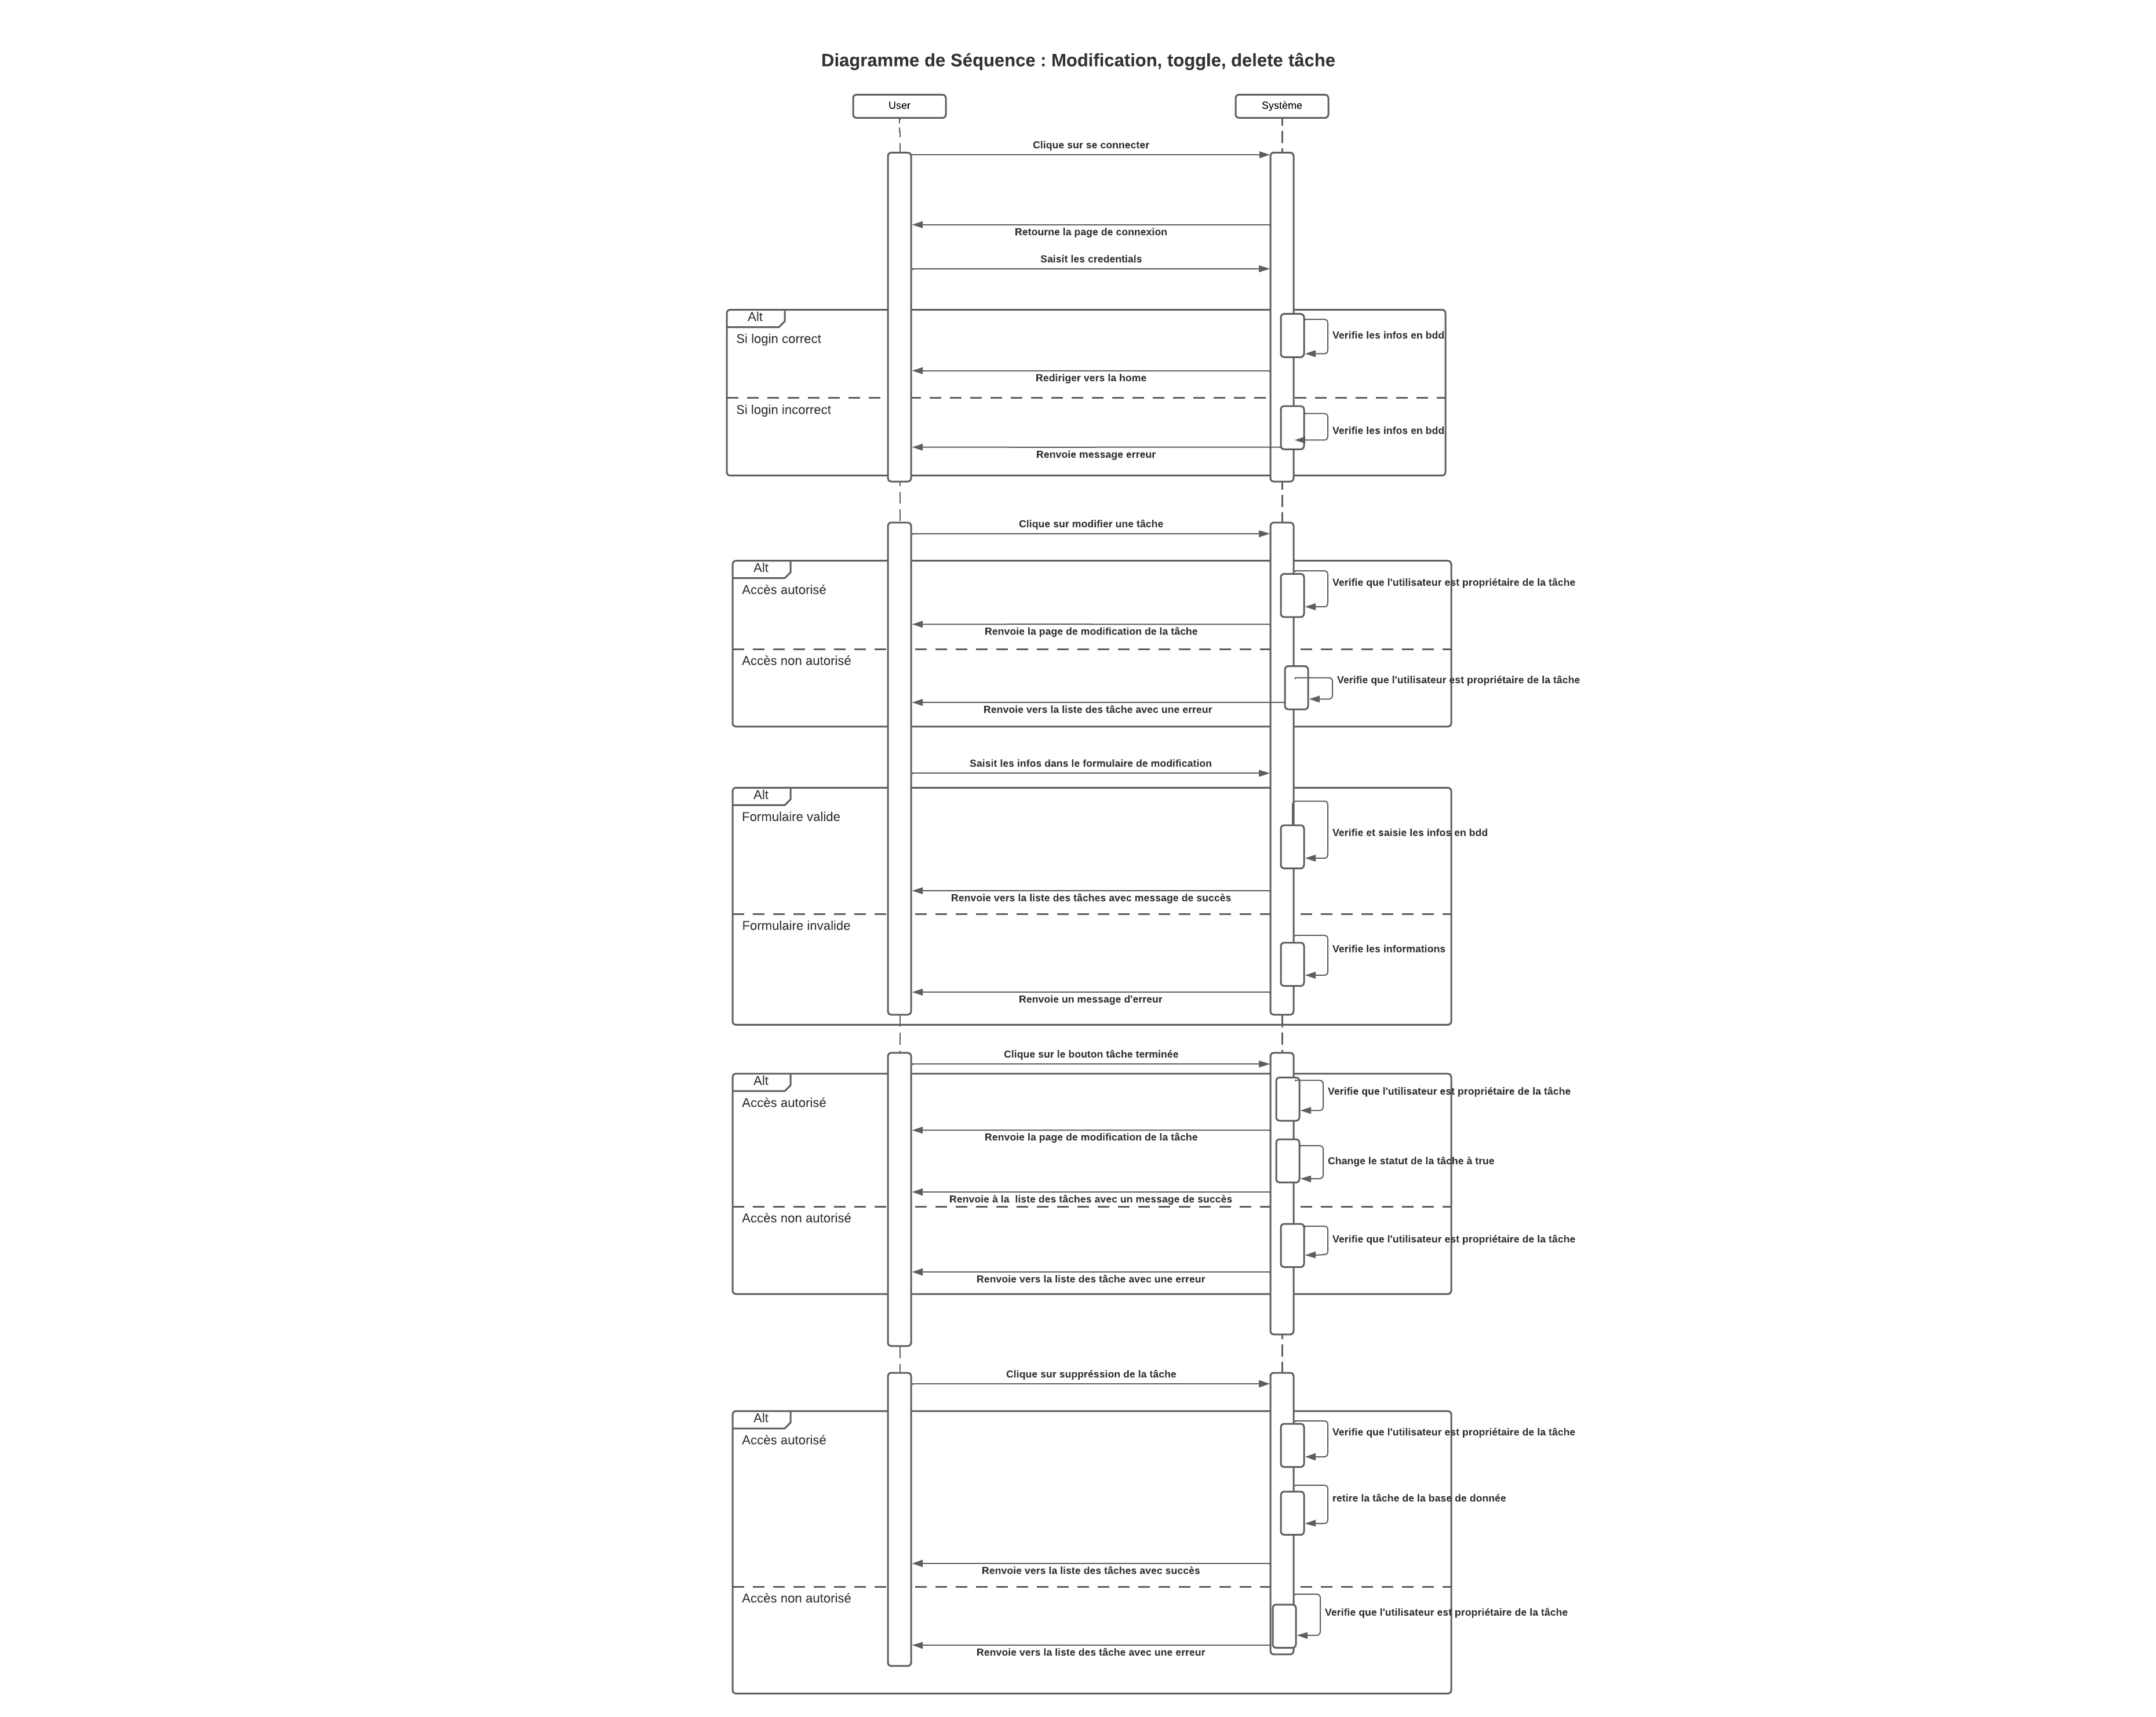 Diagramme de Séquence : Modification, toggle, delete tâche
User
Système
Clique sur se connecter
Retourne la page de connexion
Saisit les credentials
Alt
Si login correct
Verifie les infos en bdd
Rediriger vers la home
Si login incorrect
Verifie les infos en bdd
Renvoie message erreur
Clique sur modifier une tâche
Alt
Accès autorisé
Verifie que l'utilisateur est propriétaire de la tâche
Renvoie la page de modification de la tâche
Accès non autorisé
Verifie que l'utilisateur est propriétaire de la tâche
Renvoie vers la liste des tâche avec une erreur
Saisit les infos dans le formulaire de modification
Alt
Formulaire valide
Verifie et saisie les infos en bdd
Renvoie vers la liste des tâches avec message de succès
Formulaire invalide
Verifie les informations
Renvoie un message d'erreur
Clique sur le bouton tâche terminée
Alt
Accès autorisé
Verifie que l'utilisateur est propriétaire de la tâche
Renvoie la page de modification de la tâche
Change le statut de la tâche à true
Renvoie à la  liste des tâches avec un message de succès
Accès non autorisé
Verifie que l'utilisateur est propriétaire de la tâche
Renvoie vers la liste des tâche avec une erreur
Clique sur suppréssion de la tâche
Alt
Accès autorisé
Verifie que l'utilisateur est propriétaire de la tâche
retire la tâche de la base de donnée
Renvoie vers la liste des tâches avec succès
Accès non autorisé
Verifie que l'utilisateur est propriétaire de la tâche
Renvoie vers la liste des tâche avec une erreur